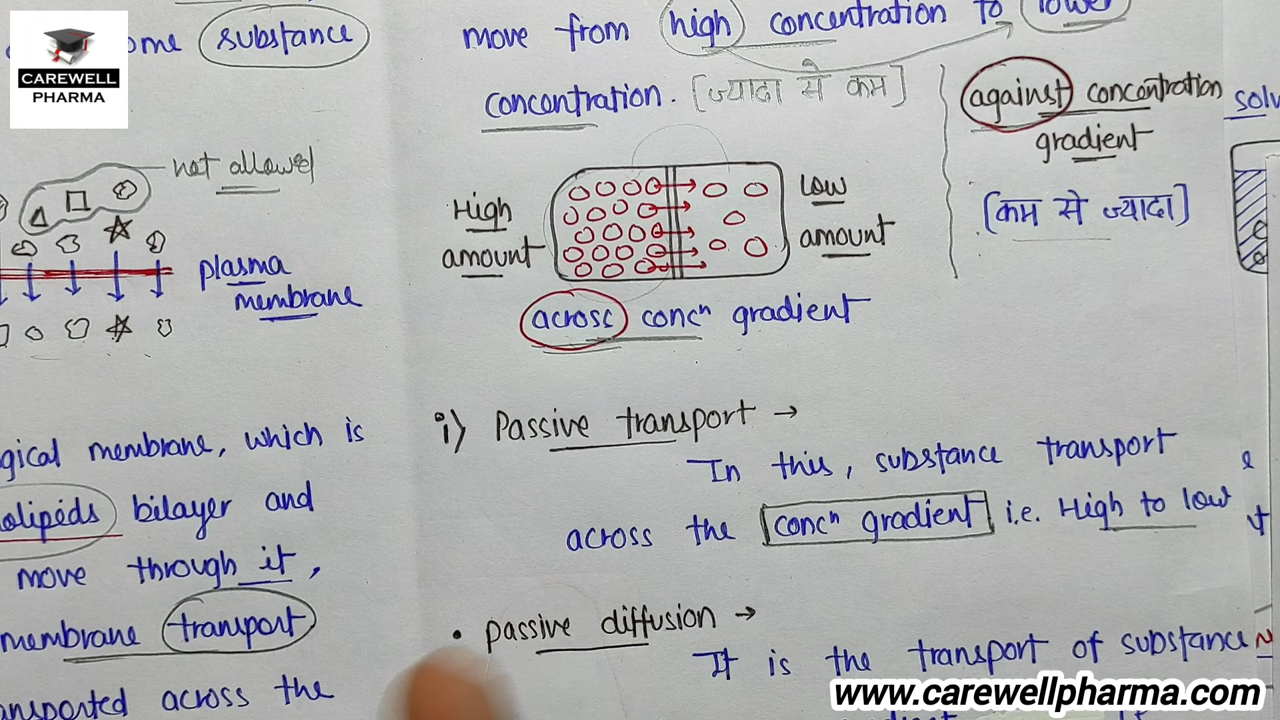 CAREWELL
PHARMA
ome substance
not allowed
plasma
membrane
gical membrane, which is
olipids bilayer and
move through it,
membrane transport
ansported across the
move from high concentration to lower
concentration. [ज्यादा से कम]
High
amount
low
amount
across concⁿ gradient
against concentration
gradient
[कम से ज्यादा]
solv
i) Passive transport →
In this, substance transport
across the concⁿ gradient i.e. High to low
• passive diffusion →
It is the transport of substance
www.carewellpharma.com